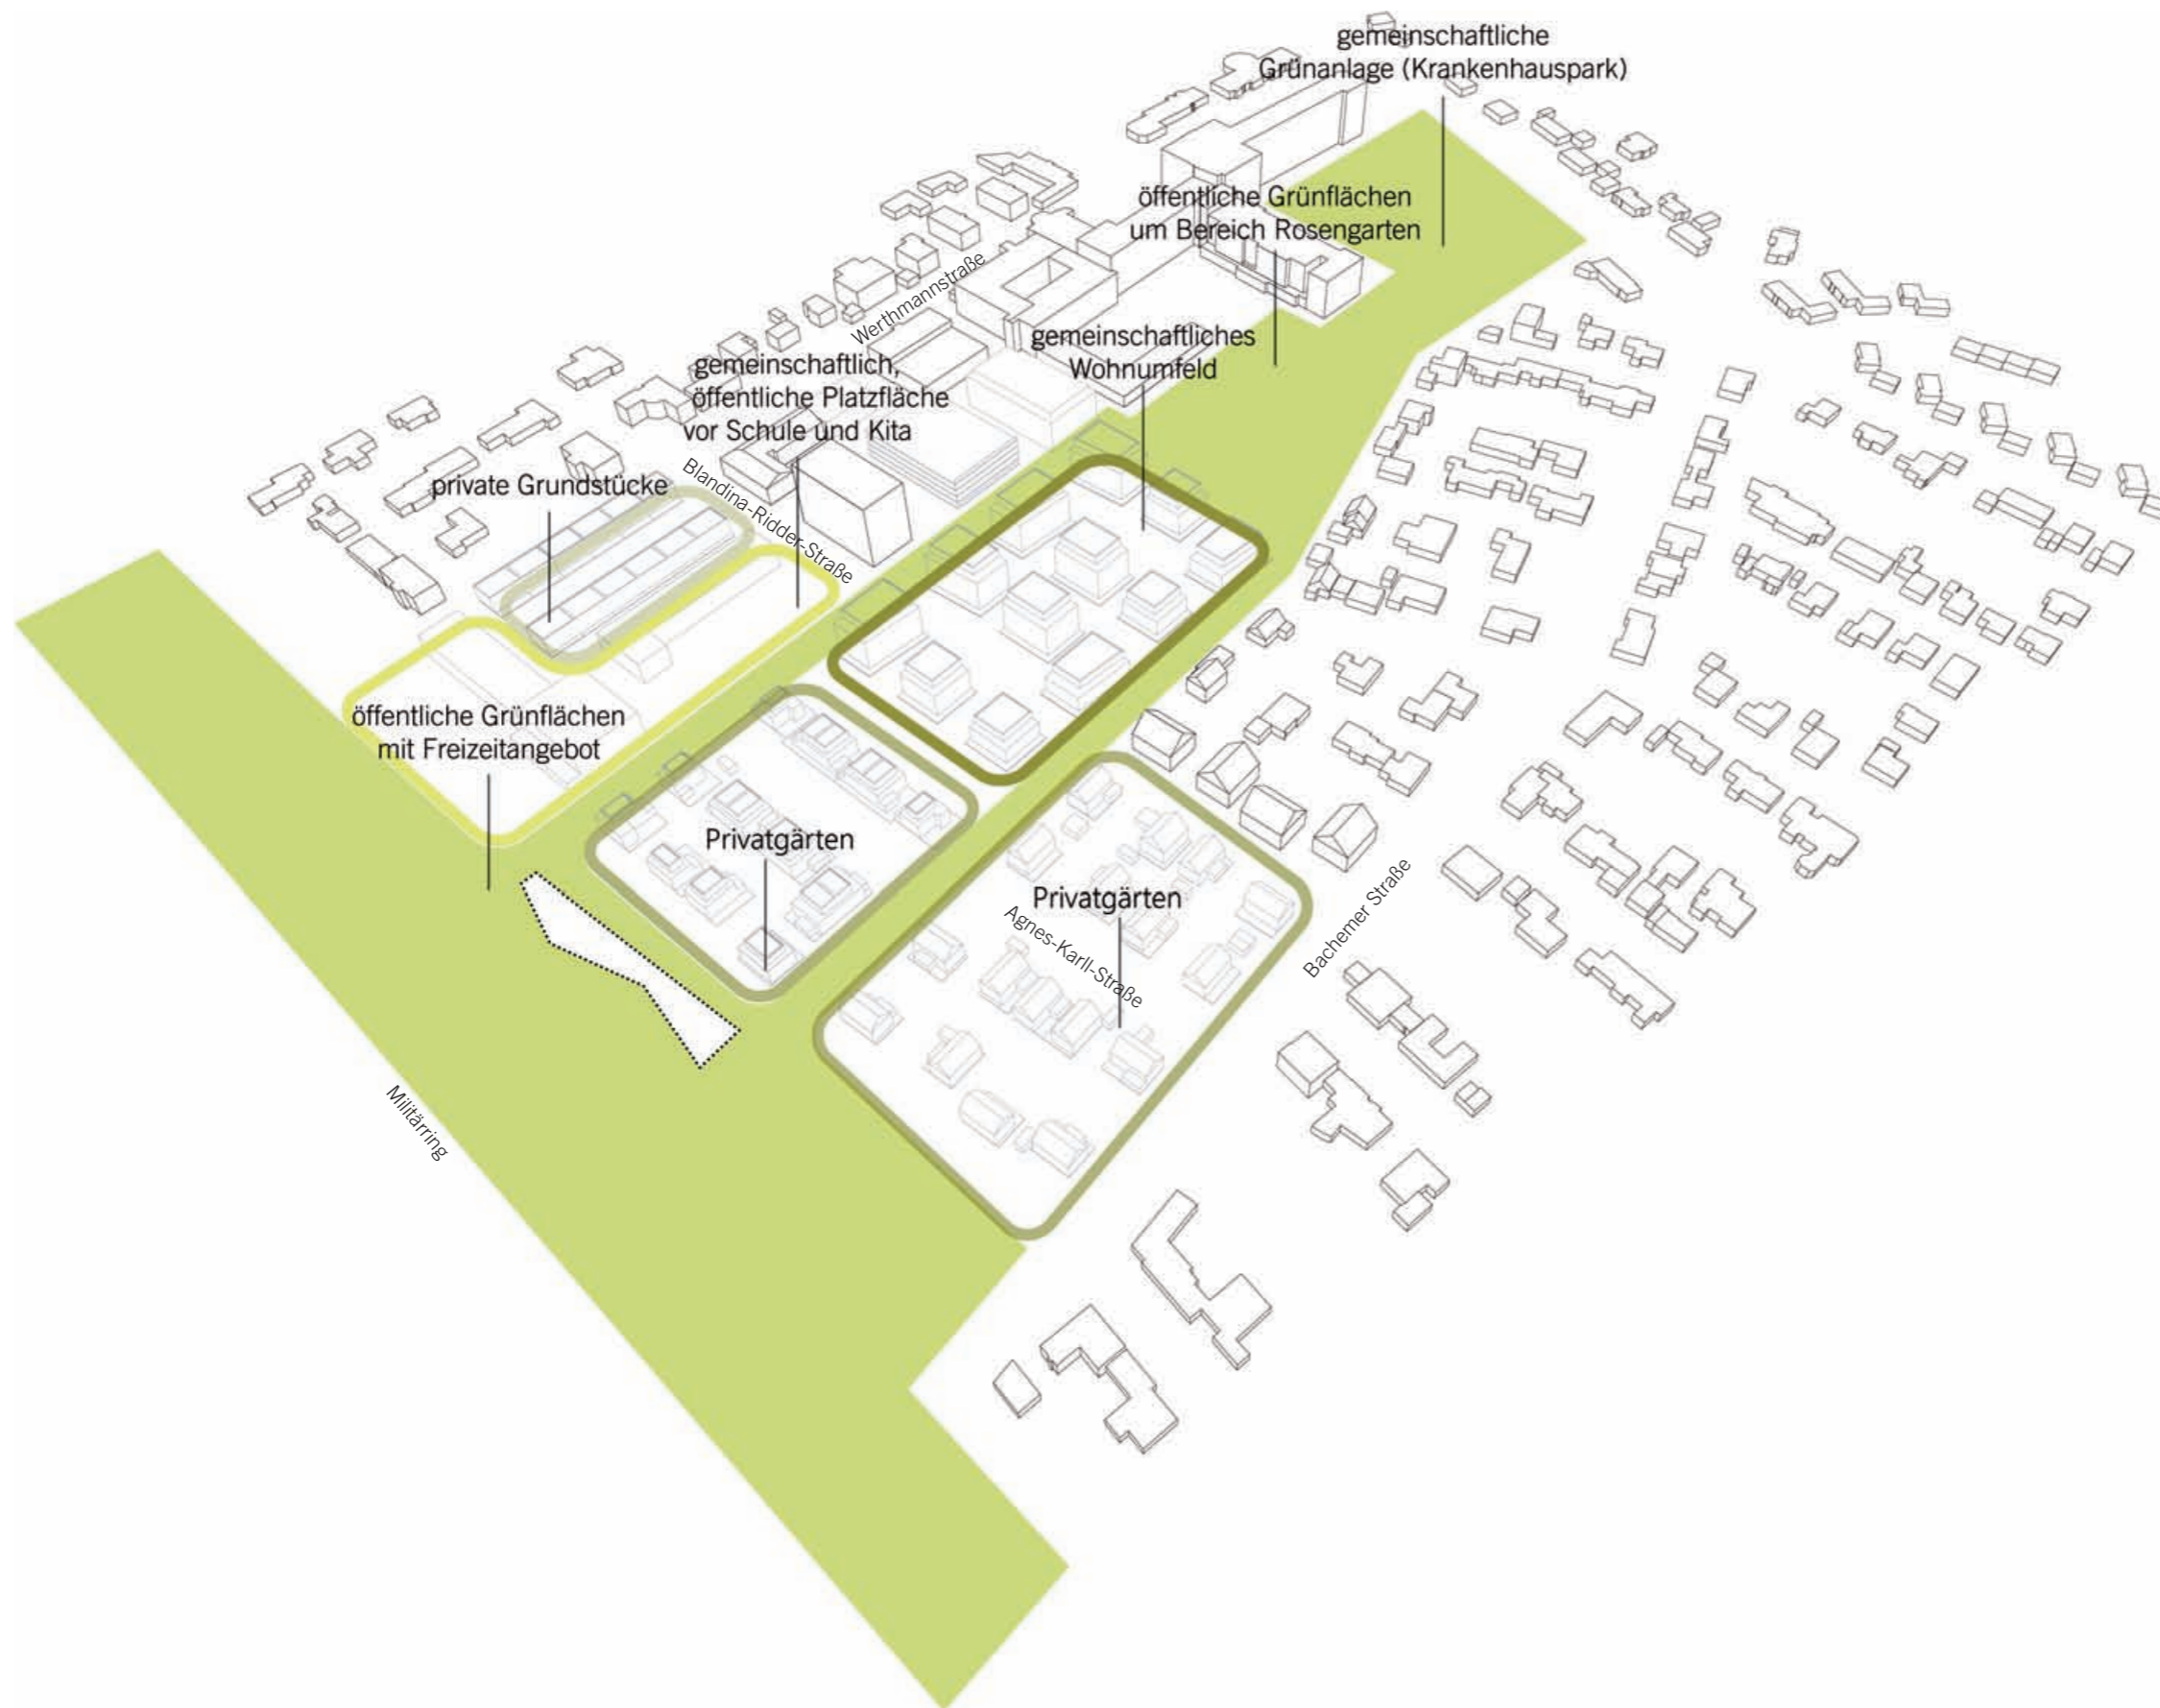 gemeinschaftliche
Grünanlage (Krankenhauspark)
öffentliche Grünflächen
um Bereich Rosengarten
Werthmannstraße
gemeinschaftliches
Wohnumfeld
gemeinschaftlich,
öffentliche Platzfläche
vor Schule und Kita
private Grundstücke
Blandina-Ridder-Straße
öffentliche Grünflächen
mit Freizeitangebot
Privatgärten
Privatgärten
Agnes-Karll-Straße
Bachemer Straße
Militärring